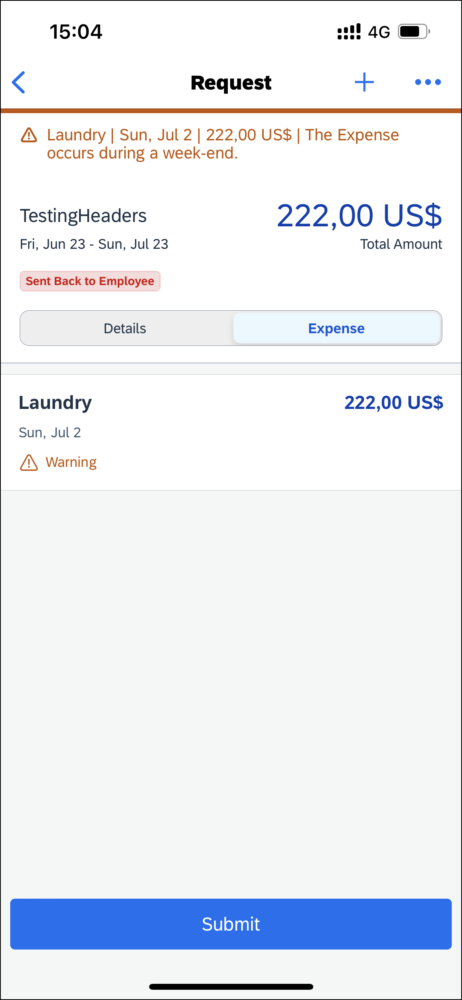 15:04
4G
Request
Laundry | Sun, Jul 2 | 222,00 US$ | The Expense
occurs during a week-end.
TestingHeaders
222,00 US$
Fri, Jun 23 - Sun, Jul 23
Total Amount
Sent Back to Employee
Details
Expense
Laundry
222,00 US$
Sun, Jul 2
Warning
Submit